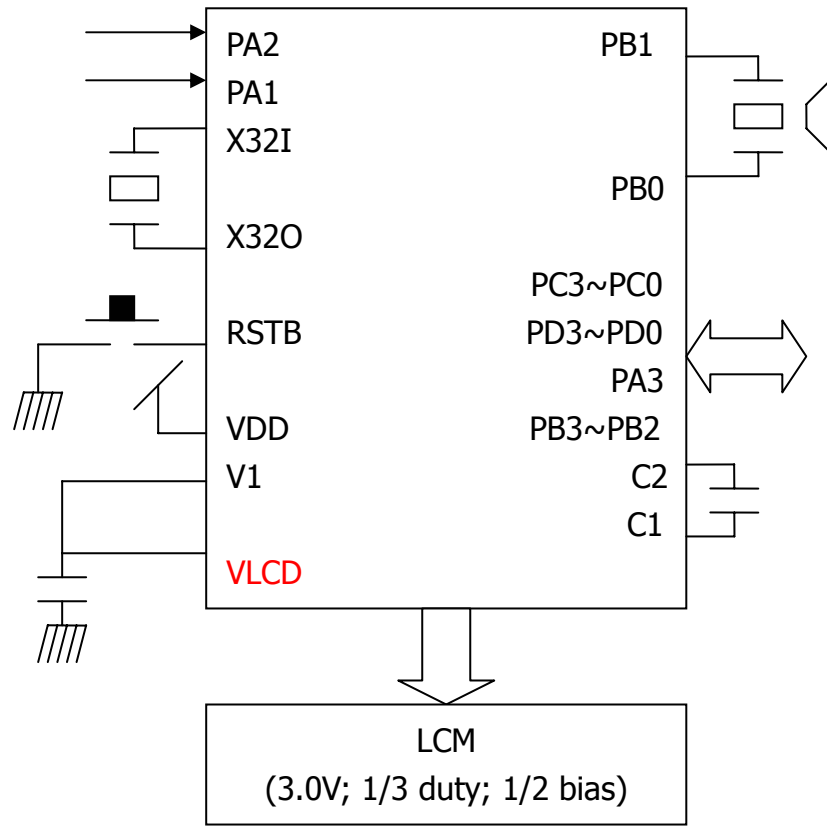 PA2
PA1
X32I
X32O
RSTB
VDD
V1
VLCD
PB1
PB0
PC3~PC0
PD3~PD0
PA3
PB3~PB2
C2
C1
LCM
(3.0V; 1/3 duty; 1/2 bias)